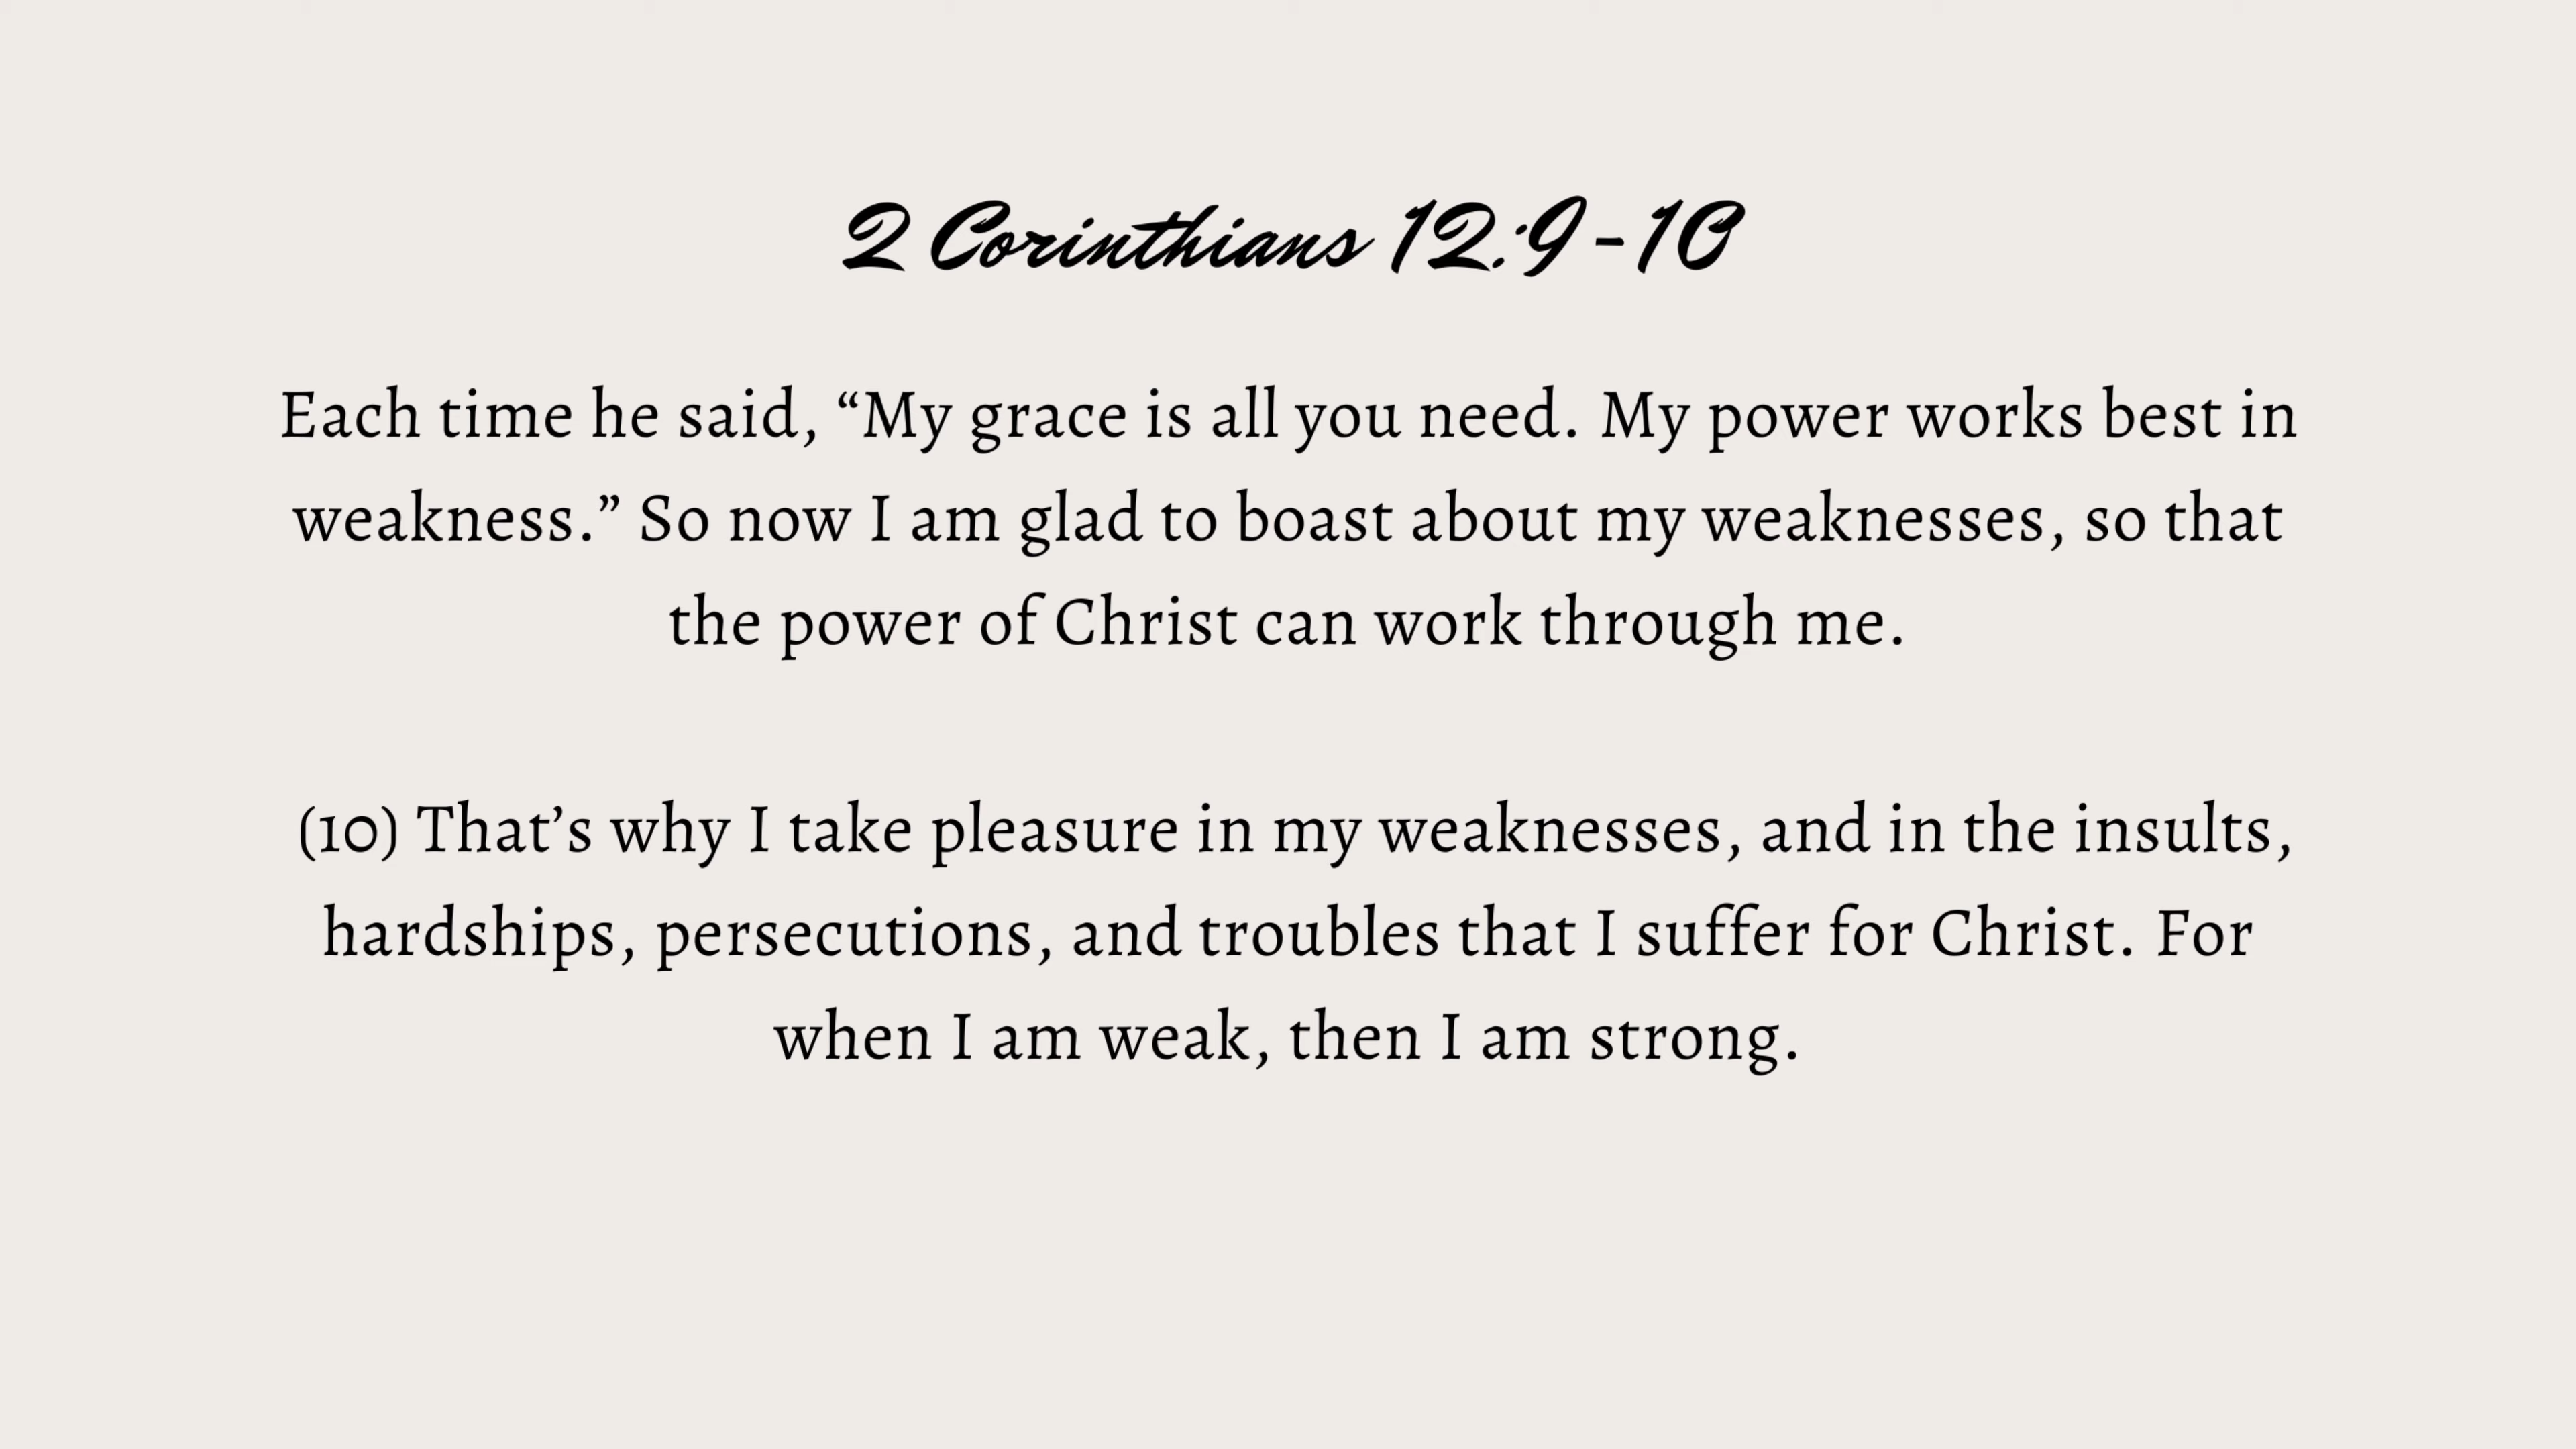 2 Corinthians 12:9-10
Each time he said, “My grace is all you need. My power works best in
weakness.” So now I am glad to boast about my weaknesses, so that
the power of Christ can work through me.
(10) That’s why I take pleasure in my weaknesses, and in the insults,
hardships, persecutions, and troubles that I suffer for Christ. For
when I am weak, then I am strong.